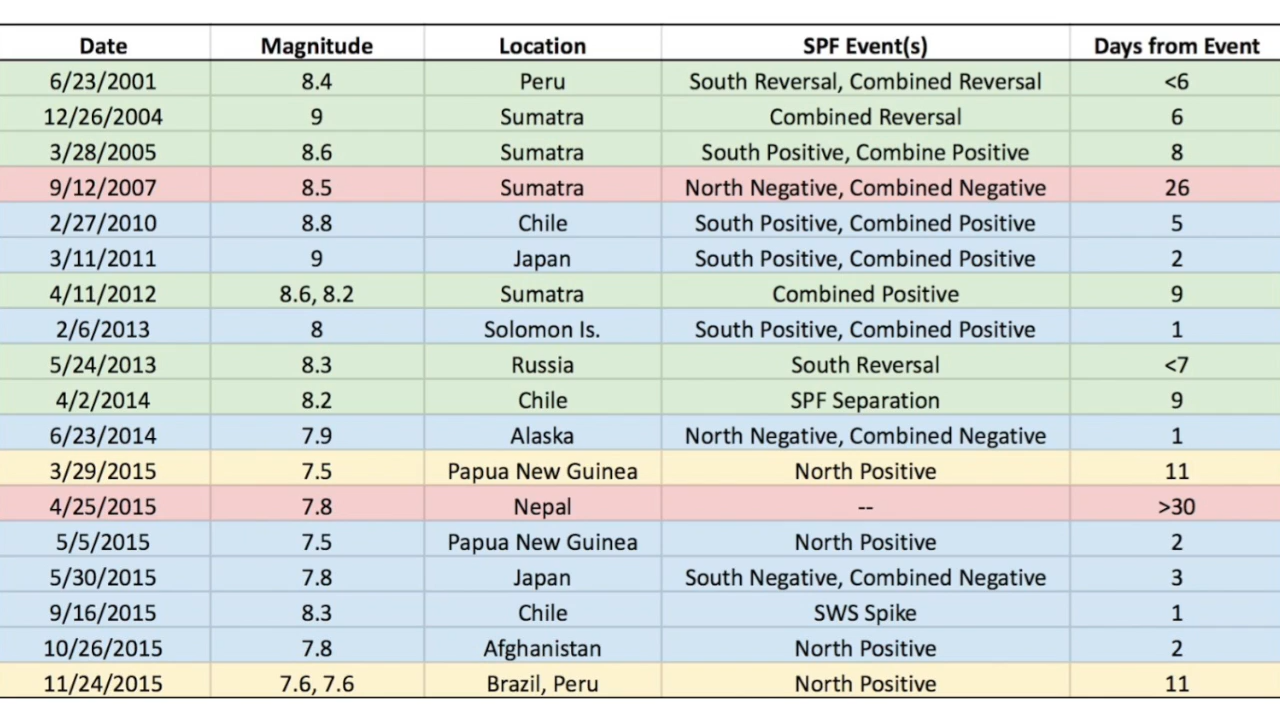 Date Magnitude Location SPF Event(s) Days from Event
6/23/2001 8.4 Peru South Reversal, Combined Reversal <6
12/26/2004 9 Sumatra Combined Reversal 6
3/28/2005 8.6 Sumatra South Positive, Combine Positive 8
9/12/2007 8.5 Sumatra North Negative, Combined Negative 26
2/27/2010 8.8 Chile South Positive, Combined Positive 5
3/11/2011 9 Japan South Positive, Combined Positive 2
4/11/2012 8.6, 8.2 Sumatra Combined Positive 9
2/6/2013 8 Solomon Is. South Positive, Combined Positive 1
5/24/2013 8.3 Russia South Reversal <7
4/2/2014 8.2 Chile SPF Separation 9
6/23/2014 7.9 Alaska North Negative, Combined Negative 1
3/29/2015 7.5 Papua New Guinea North Positive 11
4/25/2015 7.8 Nepal -- >30
5/5/2015 7.5 Papua New Guinea North Positive 2
5/30/2015 7.8 Japan South Negative, Combined Negative 3
9/16/2015 8.3 Chile SWS Spike 1
10/26/2015 7.8 Afghanistan North Positive 2
11/24/2015 7.6, 7.6 Brazil, Peru North Positive 11